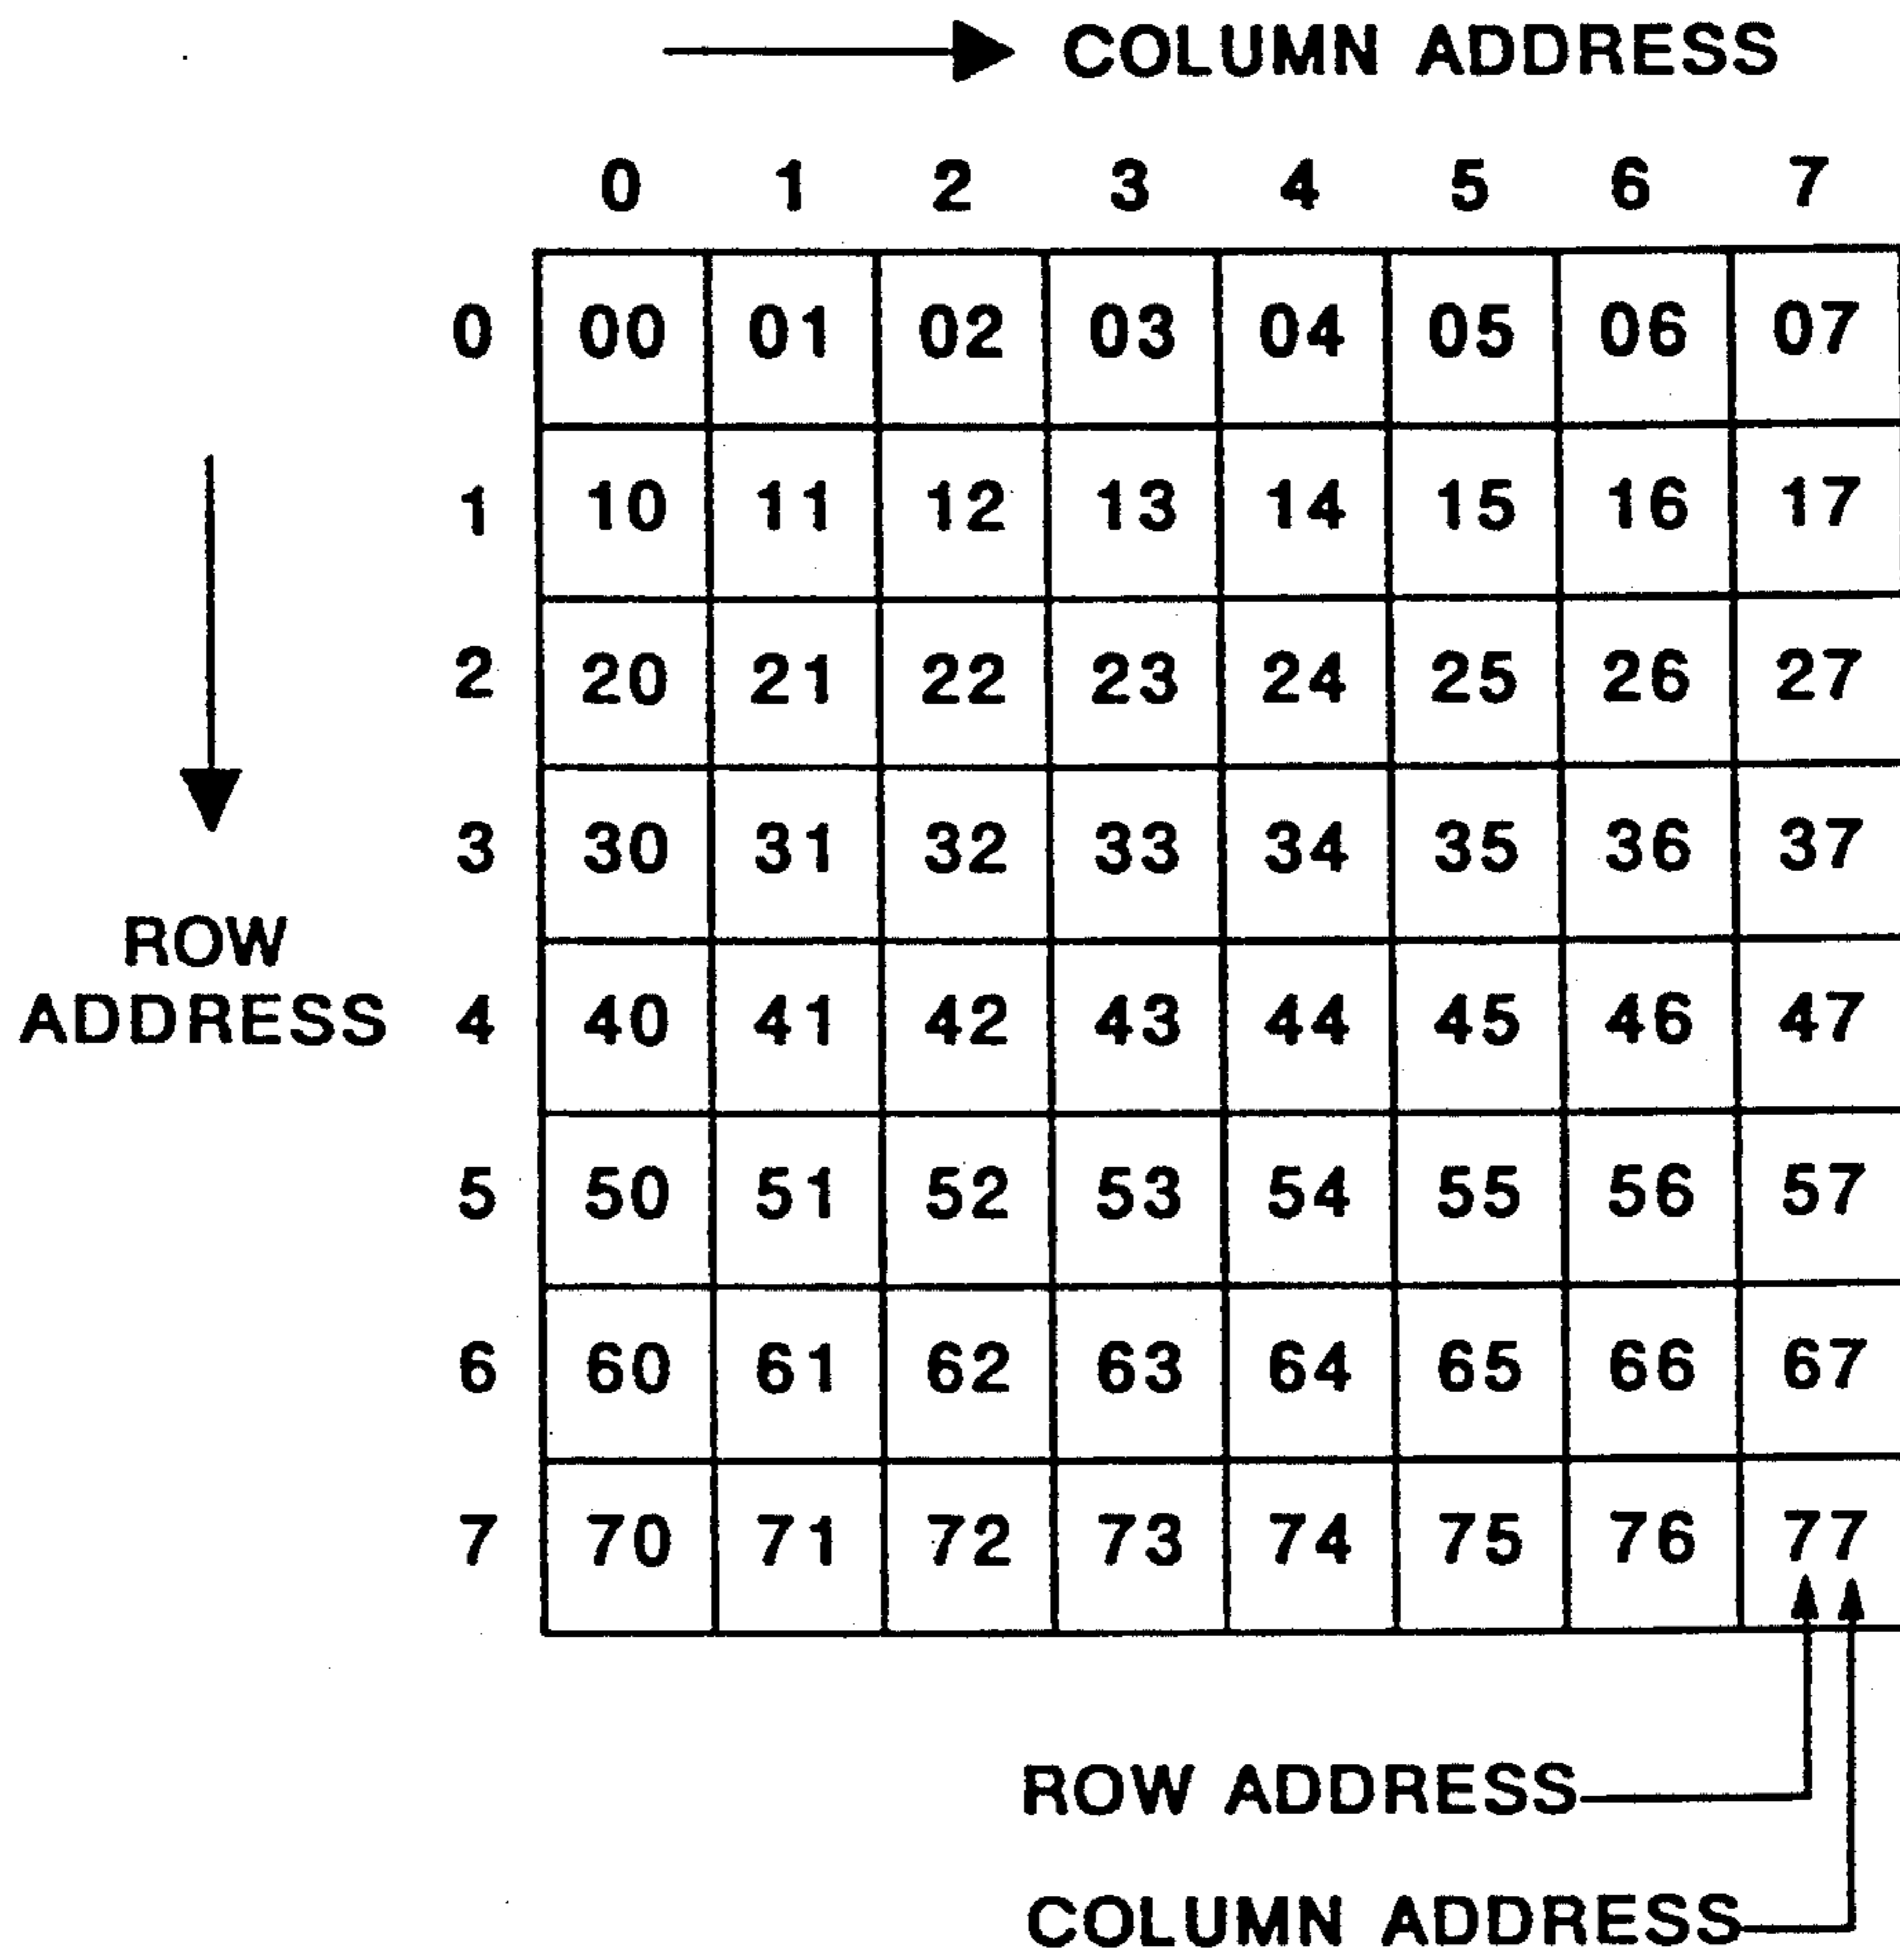 COLUMN ADDRESS
0 1 2 3 4 5 6 7
0 00 01 02 03 04 05 06 07
1 10 11 12 13 14 15 16 17
2 20 21 22 23 24 25 26 27
3 30 31 32 33 34 35 36 37
ROW
ADDRESS
4 40 41 42 43 44 45 46 47
5 50 51 52 53 54 55 56 57
6 60 61 62 63 64 65 66 67
7 70 71 72 73 74 75 76 77
ROW ADDRESS
COLUMN ADDRESS